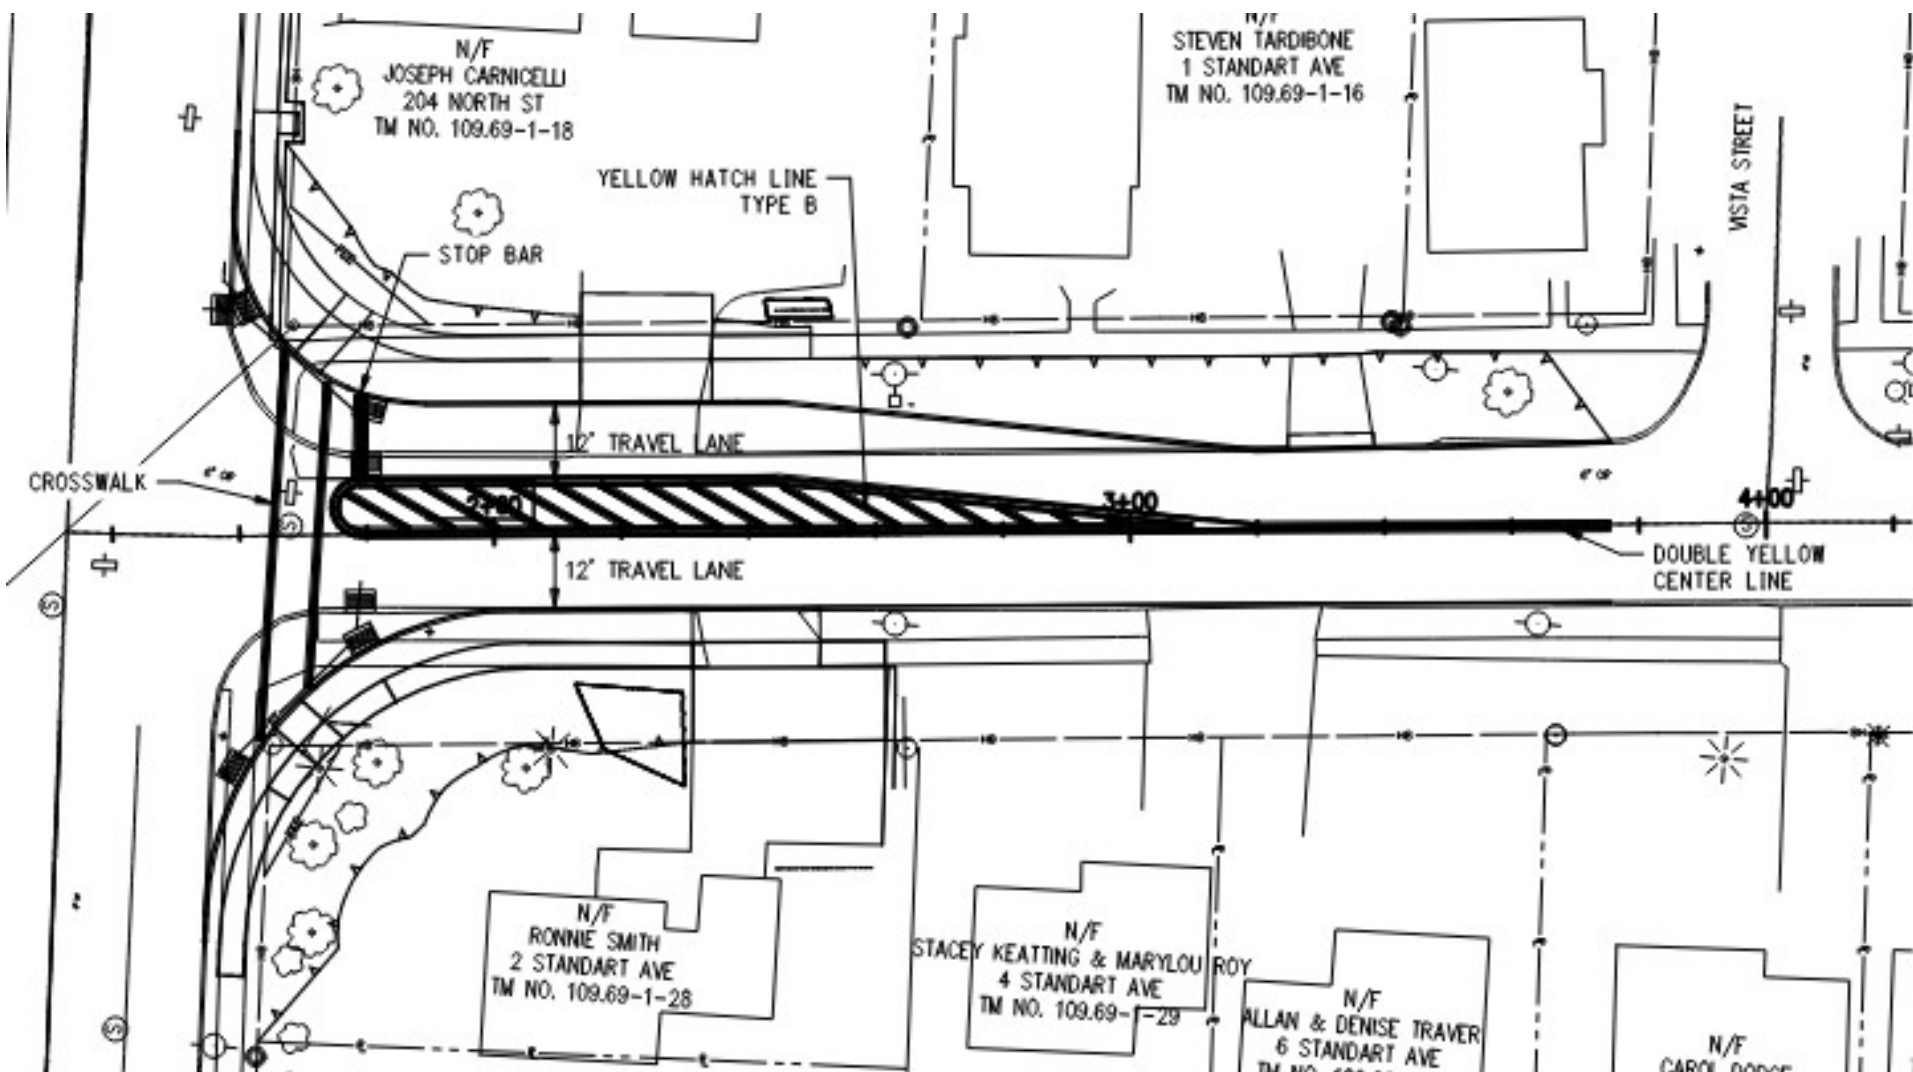 N/F
JOSEPH CARNICELLI
204 NORTH ST
TM NO. 109.69-1-18
N/F
STEVEN TARDIBONE
1 STANDART AVE
TM NO. 109.69-1-16
VISTA STREET
YELLOW HATCH LINE
TYPE B
STOP BAR
12" TRAVEL LANE
CROSSWALK
2+00
3+00
4+00
12" TRAVEL LANE
DOUBLE YELLOW
CENTER LINE
N/F
RONNIE SMITH
2 STANDART AVE
TM NO. 109.69-1-28
N/F
STACEY KEATTING & MARYLOU ROY
4 STANDART AVE
TM NO. 109.69-1-29
N/F
ALLAN & DENISE TRAVER
6 STANDART AVE
TM NO.
N/F
CAROL DODGE